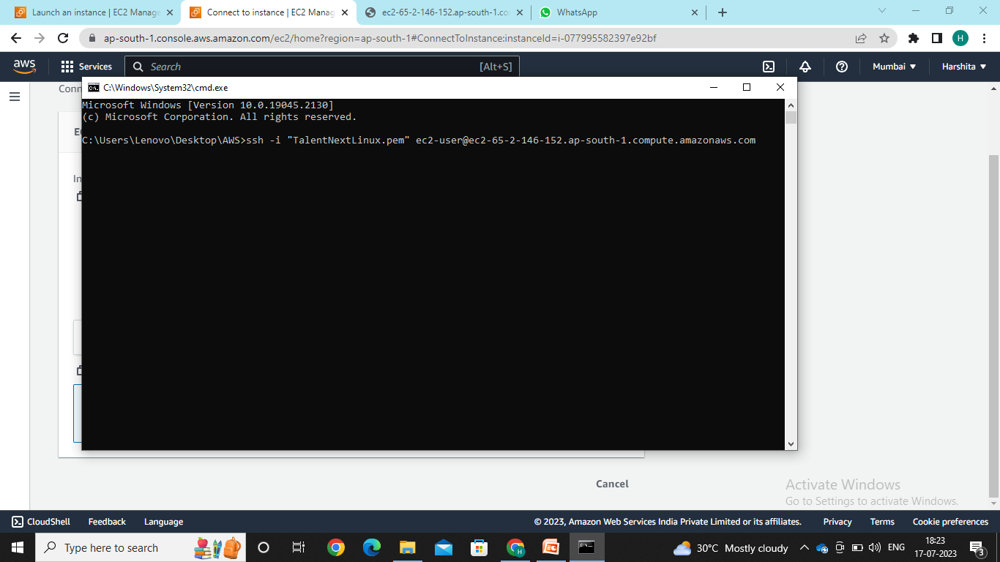 Launch an instance | EC2 Manage
Connect to instance | EC2 Manag
ec2-65-2-146-152.ap-south-1.co
WhatsApp
ap-south-1.console.aws.amazon.com/ec2/home?region=ap-south-1#ConnectToInstance:instanceId=i-077995582397e92bf
H
aws
Services
Search
[Alt+S]
Mumbai
Harshita
Conn
C:\Windows\System32\cmd.exe
Microsoft Windows [Version 10.0.19045.2130]
(c) Microsoft Corporation. All rights reserved.
C:\Users\Lenovo\Desktop\AWS>ssh -i "TalentNextLinux.pem" ec2-user@ec2-65-2-146-152.ap-south-1.compute.amazonaws.com
In
Cancel
Activate Windows
Go to Settings to activate Windows.
CloudShell
Feedback
Language
© 2023, Amazon Web Services India Private Limited or its affiliates.
Privacy
Terms
Cookie preferences
Type here to search
30°C Mostly cloudy
ENG
18:23
17-07-2023
3